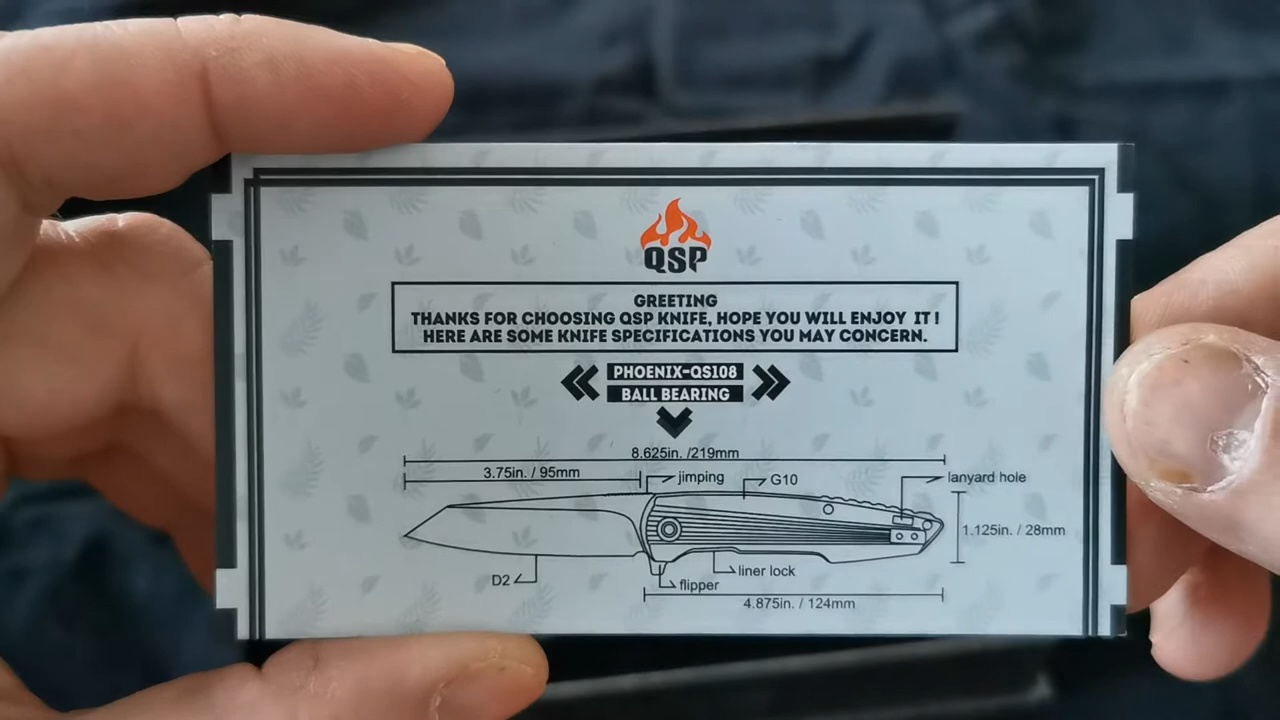 QSP
GREETING
THANKS FOR CHOOSING QSP KNIFE, HOPE YOU WILL ENJOY IT !
HERE ARE SOME KNIFE SPECIFICATIONS YOU MAY CONCERN.
PHOENIX-QS108
BALL BEARING
8.625in. /219mm
3.75in. / 95mm
jimping
G10
lanyard hole
1.125in. / 28mm
D2
flipper
liner lock
4.875in. / 124mm